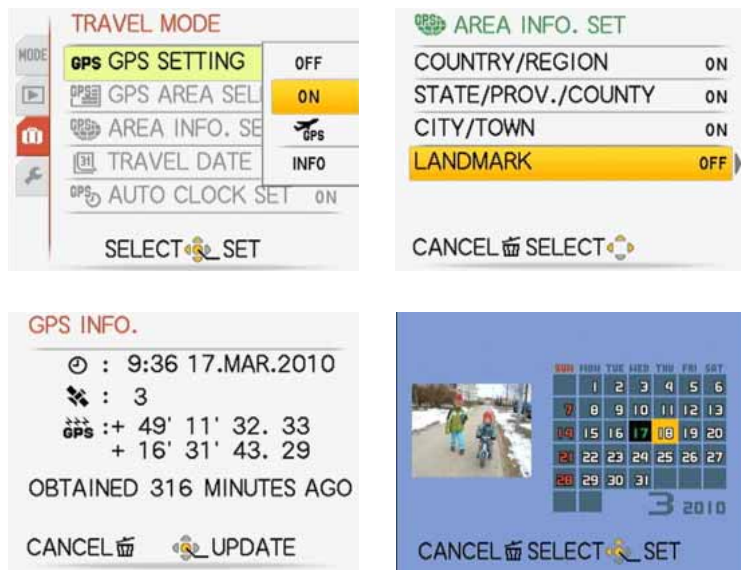 TRAVEL MODE
MODE
GPS GPS SETTING
OFF
GPS GPS AREA SEL
ON
GPS AREA INFO. SE
GPS
31 TRAVEL DATE
INFO
GPS AUTO CLOCK SET ON
SELECT SET
GPS AREA INFO. SET
COUNTRY/REGION ON
STATE/PROV./COUNTY ON
CITY/TOWN ON
LANDMARK OFF
CANCEL SELECT
GPS INFO.
: 9:36 17.MAR.2010
: 3
GPS :+ 49' 11' 32. 33
+ 16' 31' 43. 29
OBTAINED 316 MINUTES AGO
CANCEL UPDATE
SUN MON TUE WED THU FRI SAT
1 2 3 4 5 6
7 8 9 10 11 12 13
14 15 16 17 18 19 20
21 22 23 24 25 26 27
28 29 30 31
3 2010
CANCEL SELECT SET